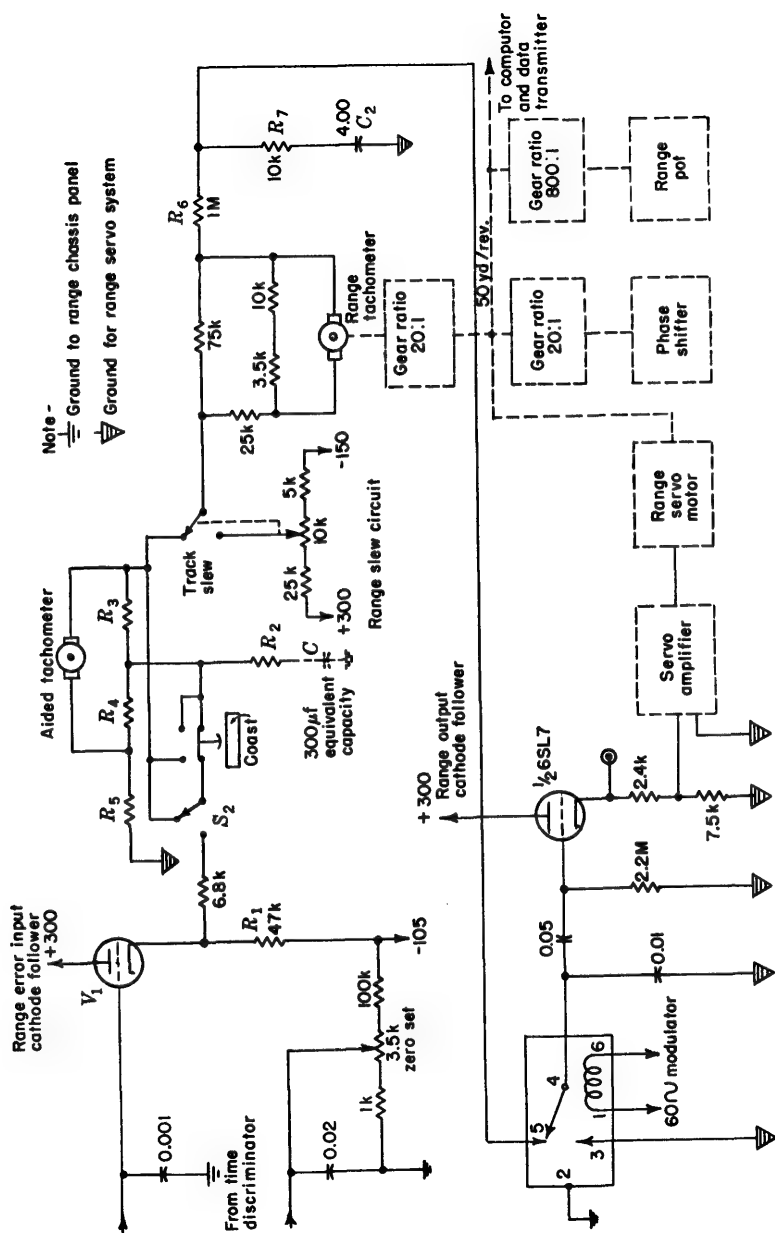 Range error input
cathode follower
+300
V₁
0.001
From time
discriminator
6.8k
R₁
47k
-105
100k
3.5k
zero set
1k
0.02
Aided tachometer
R₅
R₄
R₃
S₂
Coast
R₂
C
300μf
equivalent
capacity
Track
slew
25k
10k
5k
+300
-150
Range slew circuit
Note -
Ground to range chassis panel
Ground for range servo system
75k
25k
3.5k
10k
Range
tachometer
R₆
1M
R₇
10k
4.00
C₂
Gear ratio
20:1
50 yd/rev.
To computor
and data
transmitter
Gear ratio
20:1
Gear ratio
800:1
Phase
shifter
Range
pot
Range
servo
motor
Servo
amplifier
+300 Range output
cathode follower
½6SL7
2.4k
7.5k
2.2M
0.05
0.01
2
5
4
3
1
6
60∿ modulator